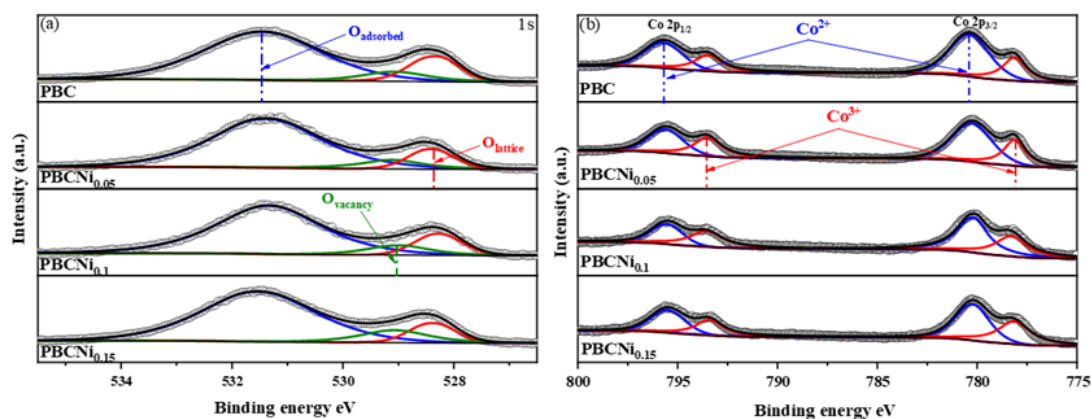 (a)
1s
O_adsorbed
PBC
O_lattice
PBCNi_0.05
O_vacancy
PBCNi_0.1
PBCNi_0.15
Intensity (a.u.)
534 532 530 528
Binding energy eV
(b)
Co 2p_1/2
Co 2p_3/2
Co²⁺
PBC
Co³⁺
PBCNi_0.05
PBCNi_0.1
PBCNi_0.15
Intensity (a.u.)
800 795 790 785 780 775
Binding energy eV